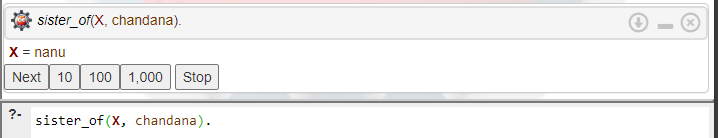 sister_of(X, chandana).
X = nanu
Next 10 100 1,000 Stop
?- sister_of(X, chandana).